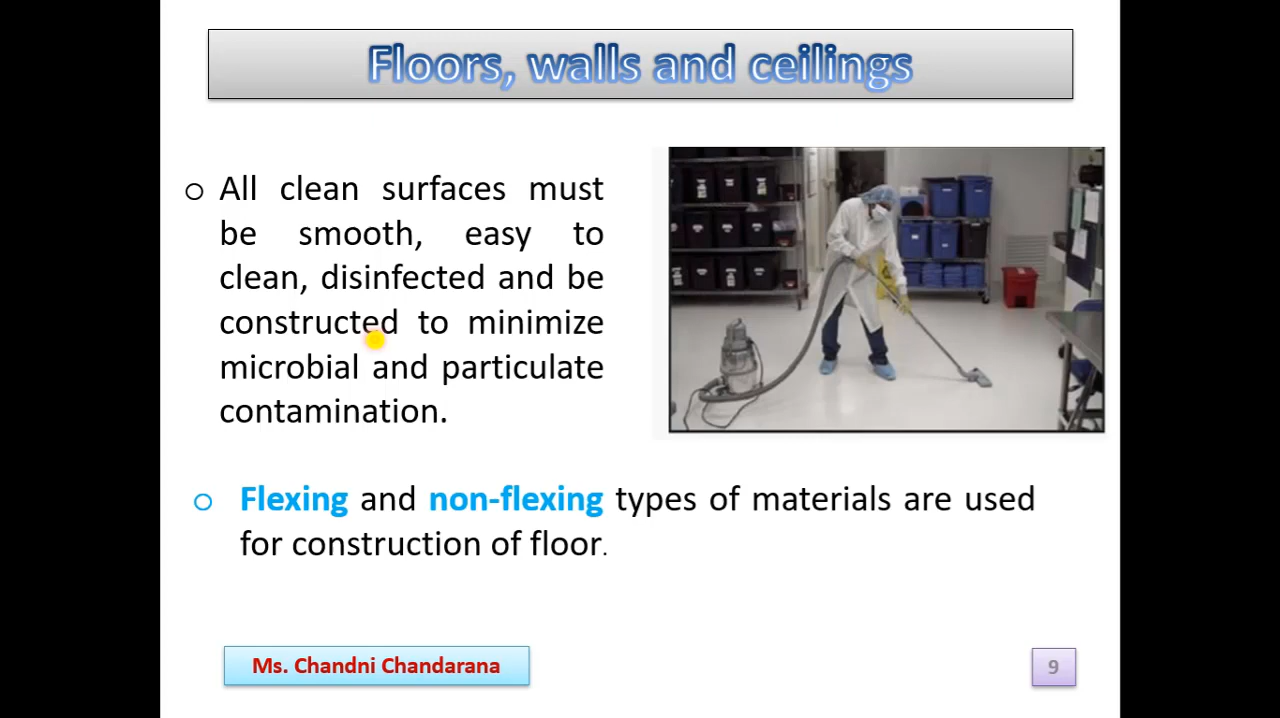 Floors, walls and ceilings
o All clean surfaces must
be smooth, easy to
clean, disinfected and be
constructed to minimize
microbial and particulate
contamination.
o Flexing and non-flexing types of materials are used
for construction of floor.
Ms. Chandni Chandarana
9